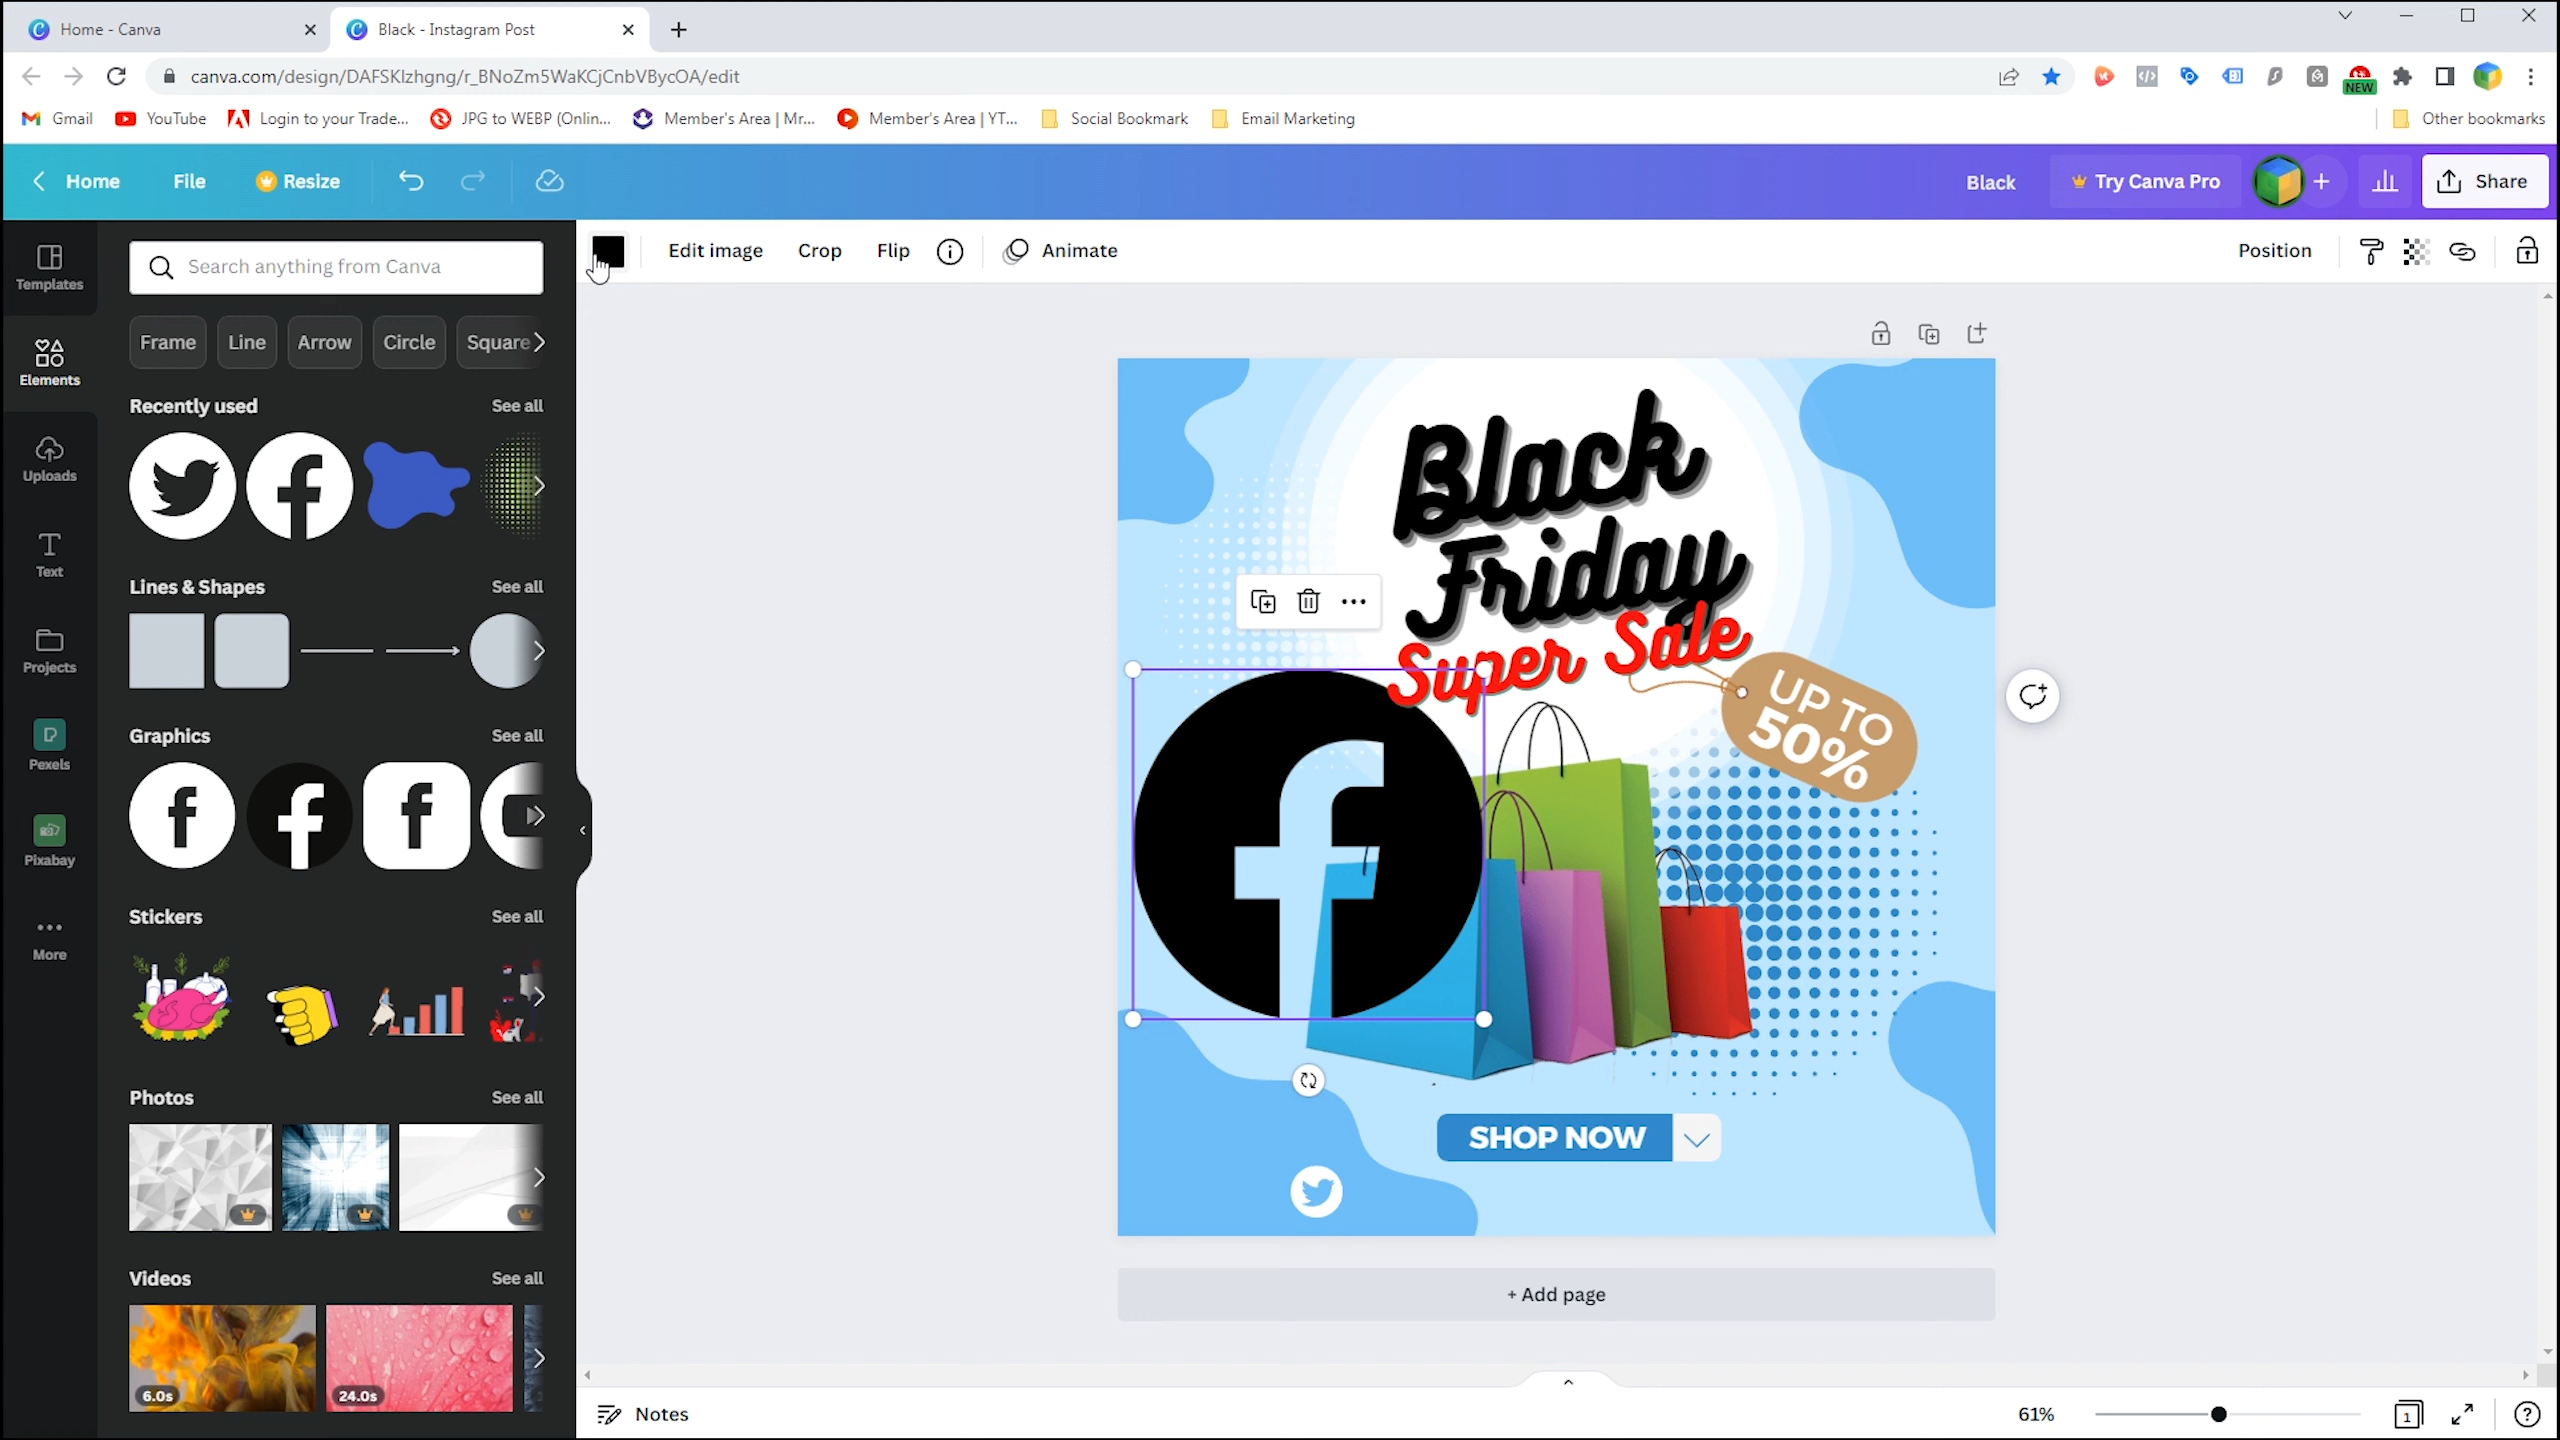 Home - Canva
Black - Instagram Post
canva.com/design/DAFSKIzhgng/r_BNoZm5WaKCjCnbVBycOA/edit
NEW
Gmail
YouTube
Login to your Trade...
JPG to WEBP (Onlin...
Member's Area | Mr...
Member's Area | YT...
Social Bookmark
Email Marketing
Other bookmarks
Home
File
Resize
Black
Try Canva Pro
Share
Templates
Elements
Uploads
Text
Projects
Pexels
Pixabay
More
Search anything from Canva
Frame
Line
Arrow
Circle
Square
Recently used
See all
Lines & Shapes
See all
Graphics
See all
Stickers
See all
Photos
See all
Videos
See all
6.0s
24.0s
Edit image
Crop
Flip
Animate
Position
Black
Friday
Super Sale
UP TO
50%
SHOP NOW
+ Add page
Notes
61%
1